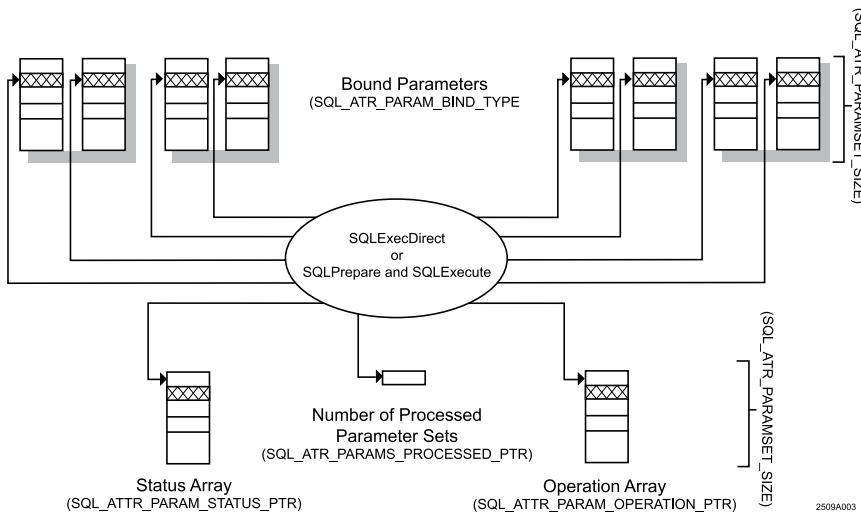 Bound Parameters
(SQL_ATR_PARAM_BIND_TYPE
(SQL_ATR_PARAMSET_SIZE)
SQLExecDirect
or
SQLPrepare and SQLExecute
Number of Processed
Parameter Sets
(SQL_ATR_PARAMS_PROCESSED_PTR)
(SQL_ATR_PARAMSET_SIZE)
Status Array
(SQL_ATTR_PARAM_STATUS_PTR)
Operation Array
(SQL_ATTR_PARAM_OPERATION_PTR)
2509A003